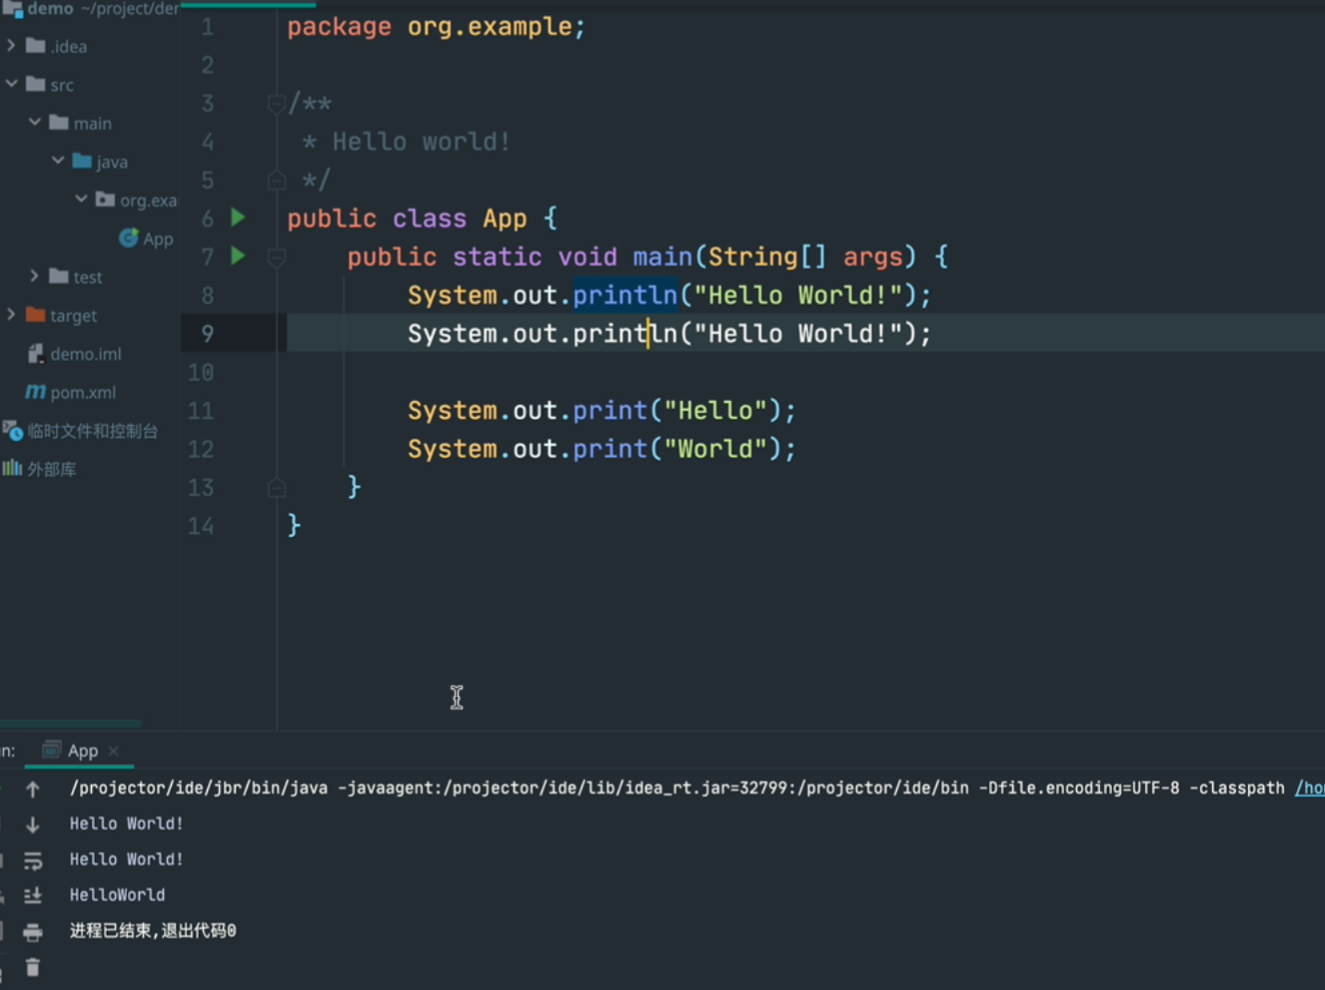 demo ~/project/der
.idea
src
main
java
org.exa
App
test
target
demo.iml
pom.xml
临时文件和控制台
外部库
1 package org.example;
2
3 /**
4 * Hello world!
5 */
6 public class App {
7 public static void main(String[] args) {
8 System.out.println("Hello World!");
9 System.out.println("Hello World!");
10
11 System.out.print("Hello");
12 System.out.print("World");
13 }
14 }
n: App
/projector/ide/jbr/bin/java -javaagent:/projector/ide/lib/idea_rt.jar=32799:/projector/ide/bin -Dfile.encoding=UTF-8 -classpath /ho
Hello World!
Hello World!
HelloWorld
进程已结束,退出代码0